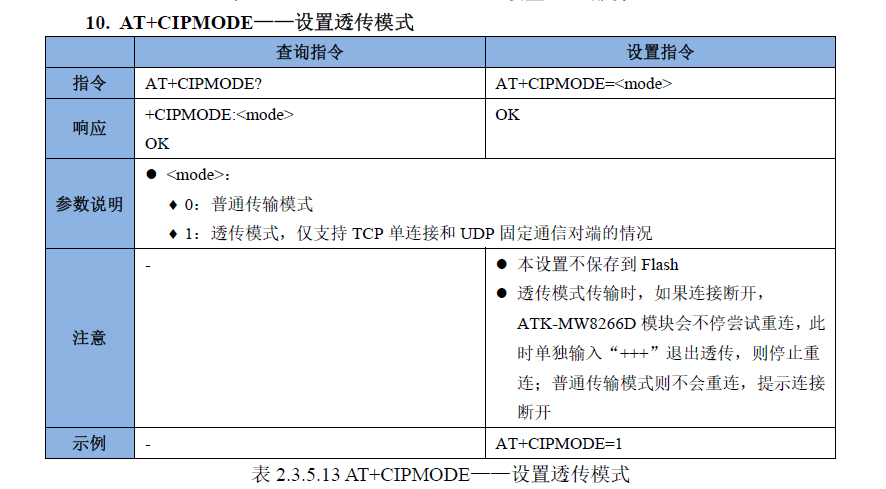 10. AT+CIPMODE——设置透传模式
查询指令 设置指令
指令 AT+CIPMODE? AT+CIPMODE=<mode>
响应 +CIPMODE:<mode> OK
OK
参数说明 ● <mode>：
♦ 0：普通传输模式
♦ 1：透传模式，仅支持 TCP 单连接和 UDP 固定通信对端的情况
注意 - ● 本设置不保存到 Flash
● 透传模式传输时，如果连接断开，
ATK-MW8266D 模块会不停尝试重连，此
时单独输入“+++”退出透传，则停止重
连；普通传输模式则不会重连，提示连接
断开
示例 - AT+CIPMODE=1
表 2.3.5.13 AT+CIPMODE——设置透传模式